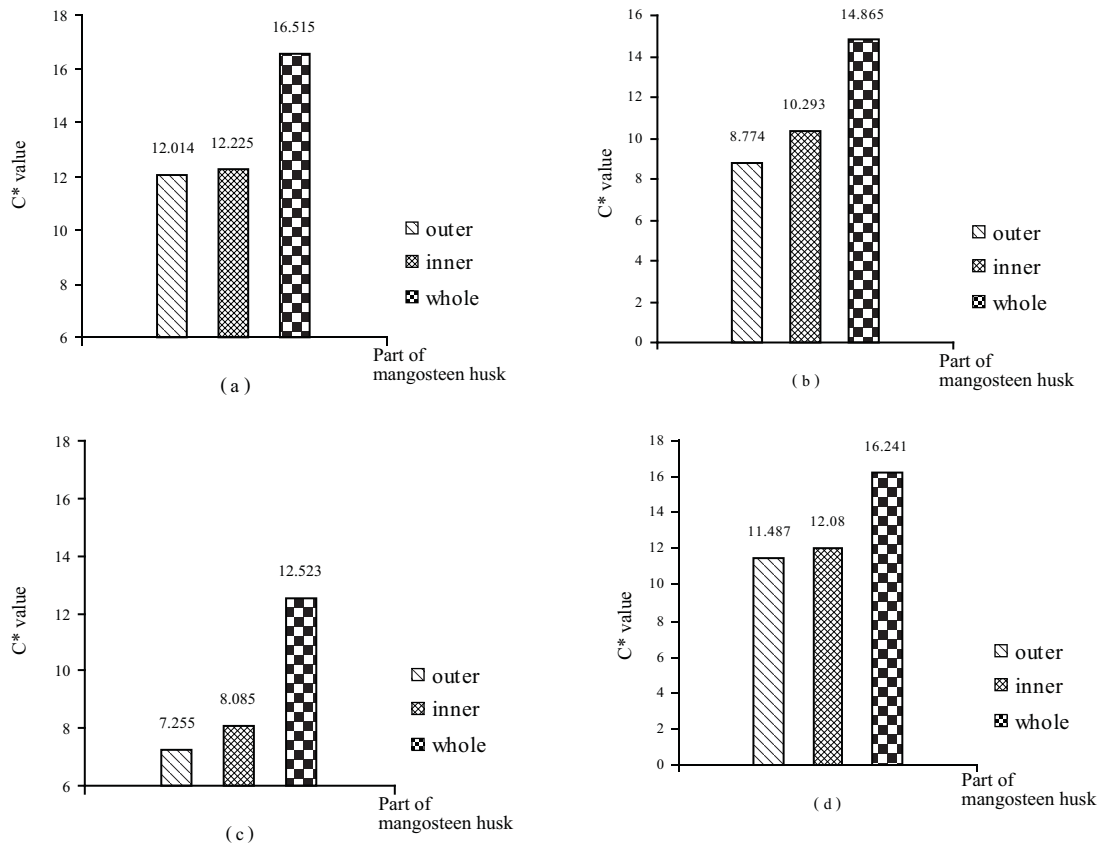 18
16
14
12
10
8
6
C* value
12.014
12.225
16.515
outer
inner
whole
Part of
mangosteen husk
( a )
16
14
12
10
8
6
4
2
0
C* value
8.774
10.293
14.865
outer
inner
whole
Part of
mangosteen husk
( b )
18
16
14
12
10
8
6
C* value
7.255
8.085
12.523
outer
inner
whole
Part of
mangosteen husk
( c )
18
16
14
12
10
8
6
4
2
0
C* value
11.487
12.08
16.241
outer
inner
whole
Part of
mangosteen husk
( d )